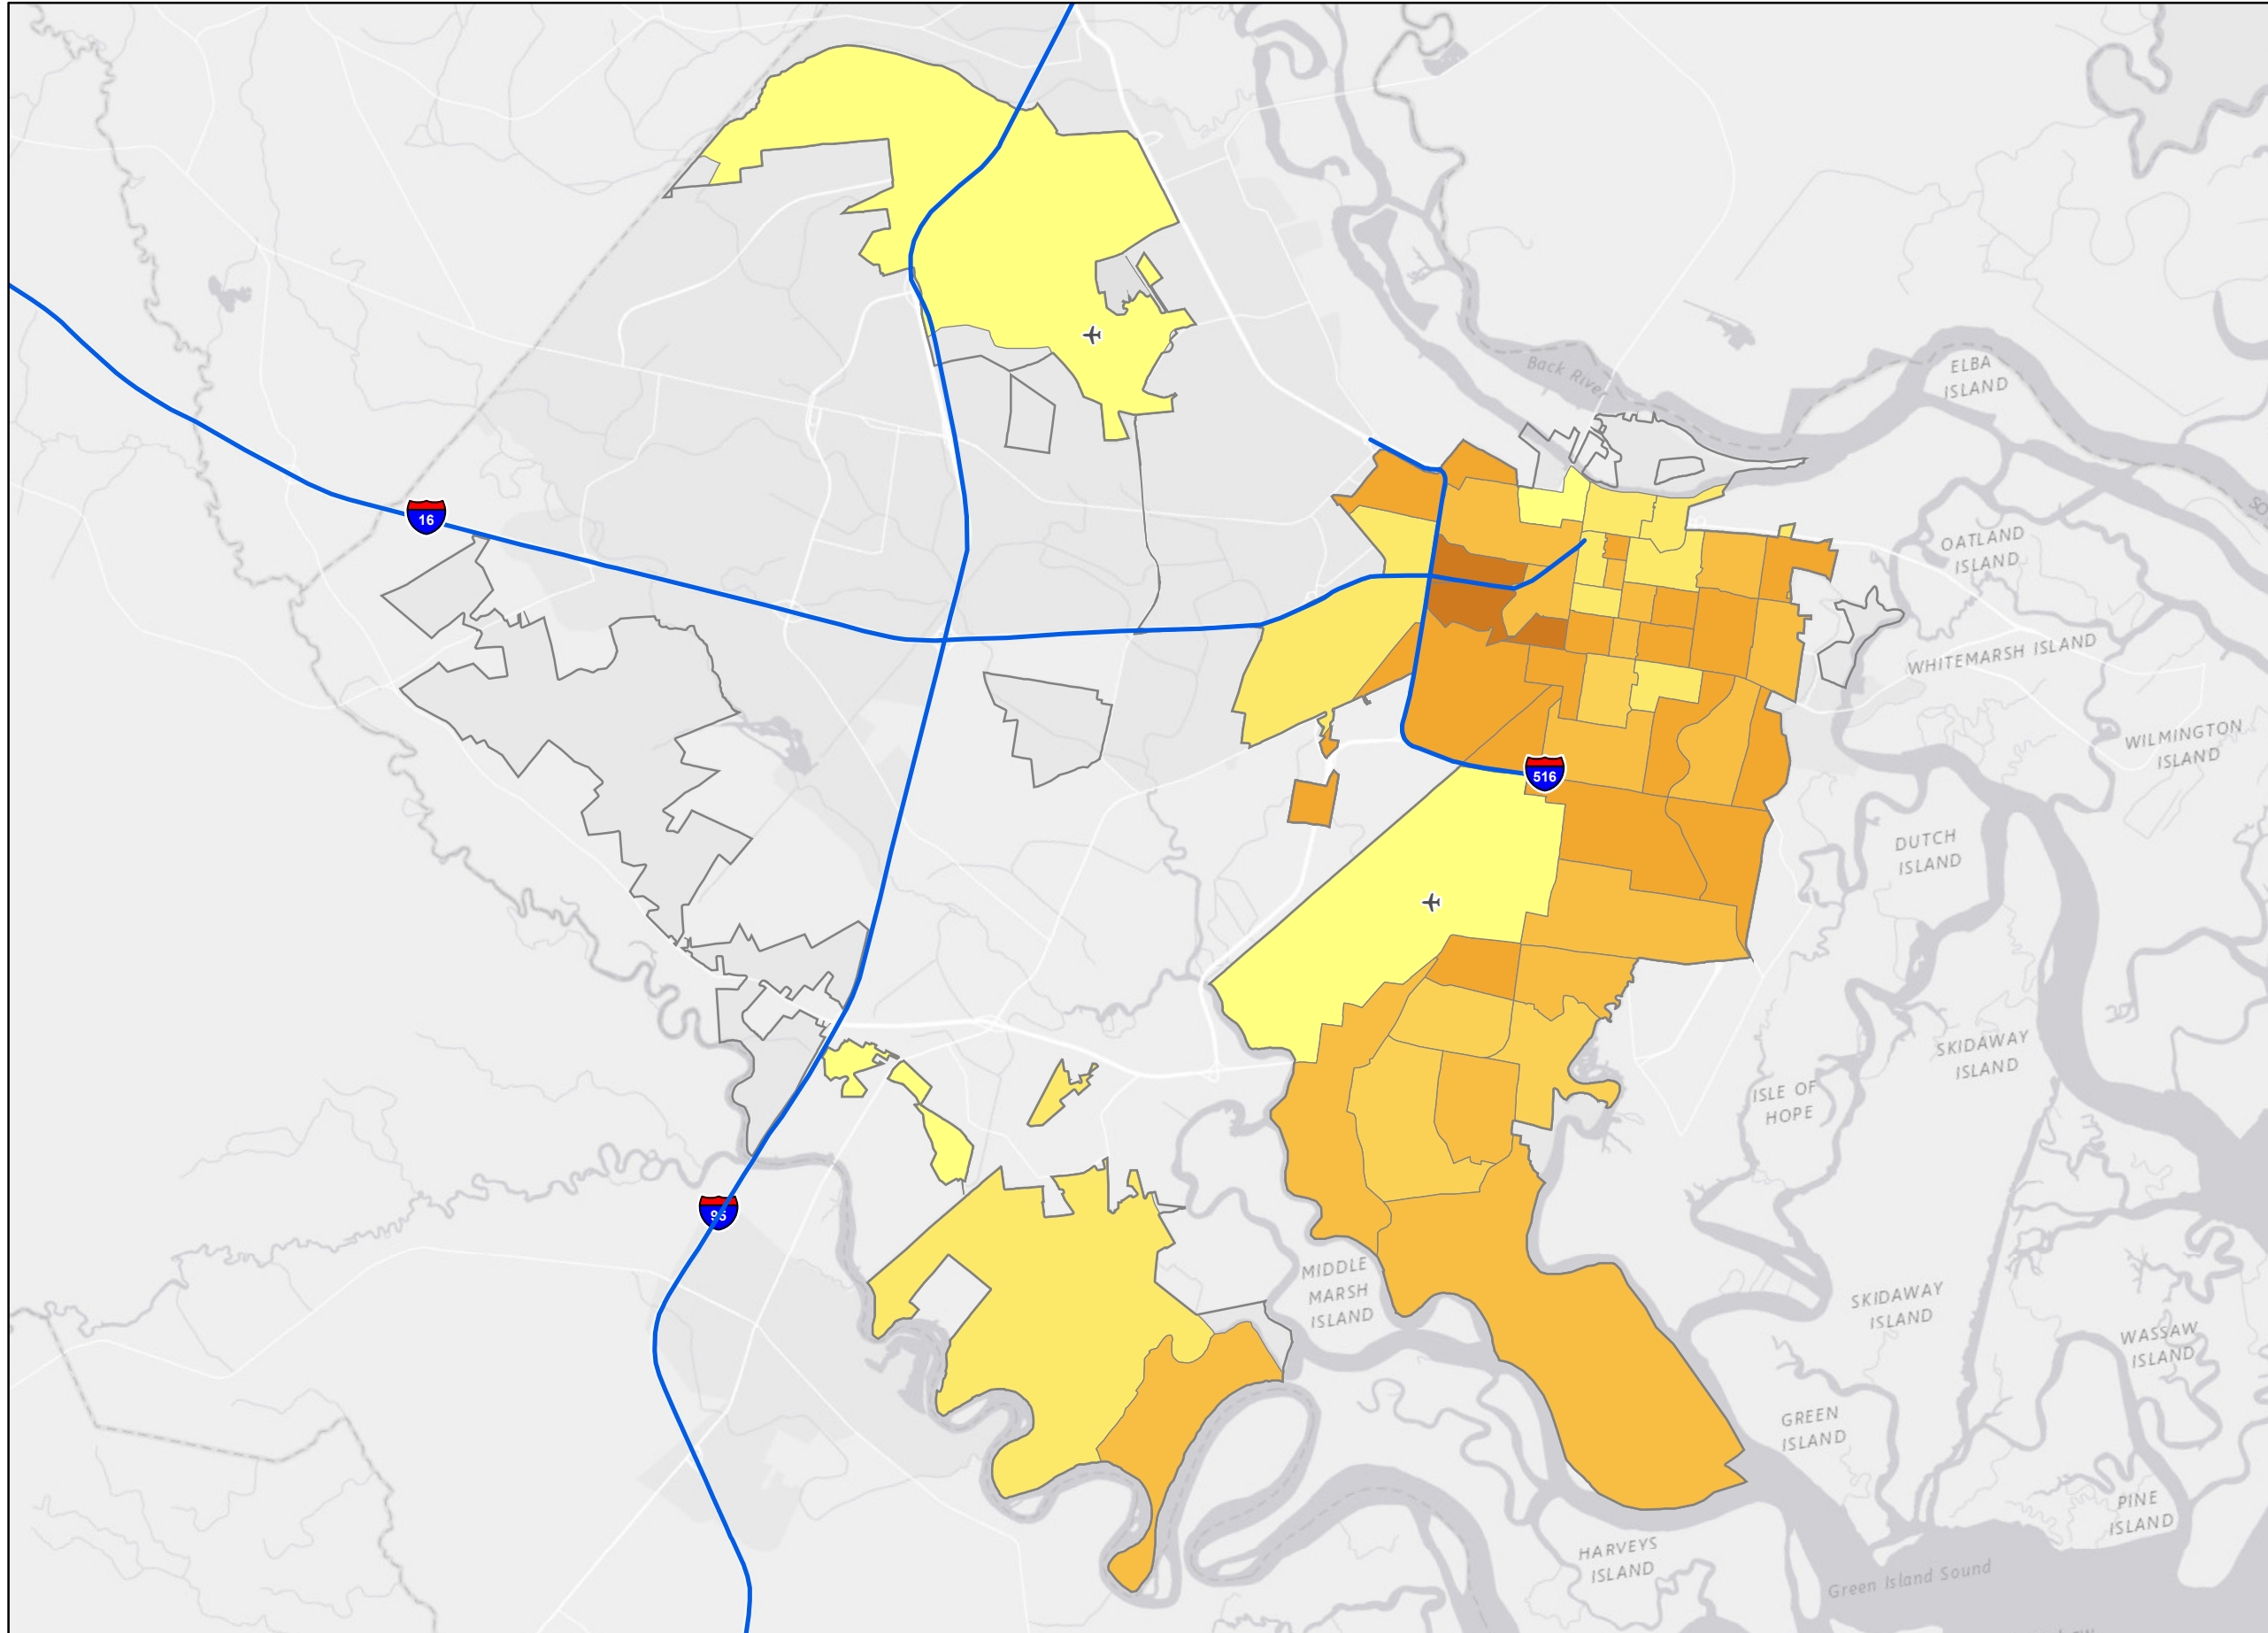 Back River
ELBA
ISLAND
16
OATLAND
ISLAND
WHITEMARSH ISLAND
WILMINGTON
ISLAND
516
DUTCH
ISLAND
SKIDAWAY
ISLAND
ISLE OF
HOPE
95
MIDDLE
MARSH
ISLAND
SKIDAWAY
ISLAND
WASSAW
ISLAND
GREEN
ISLAND
PINE
ISLAND
HARVEYS
ISLAND
Green Island Sound